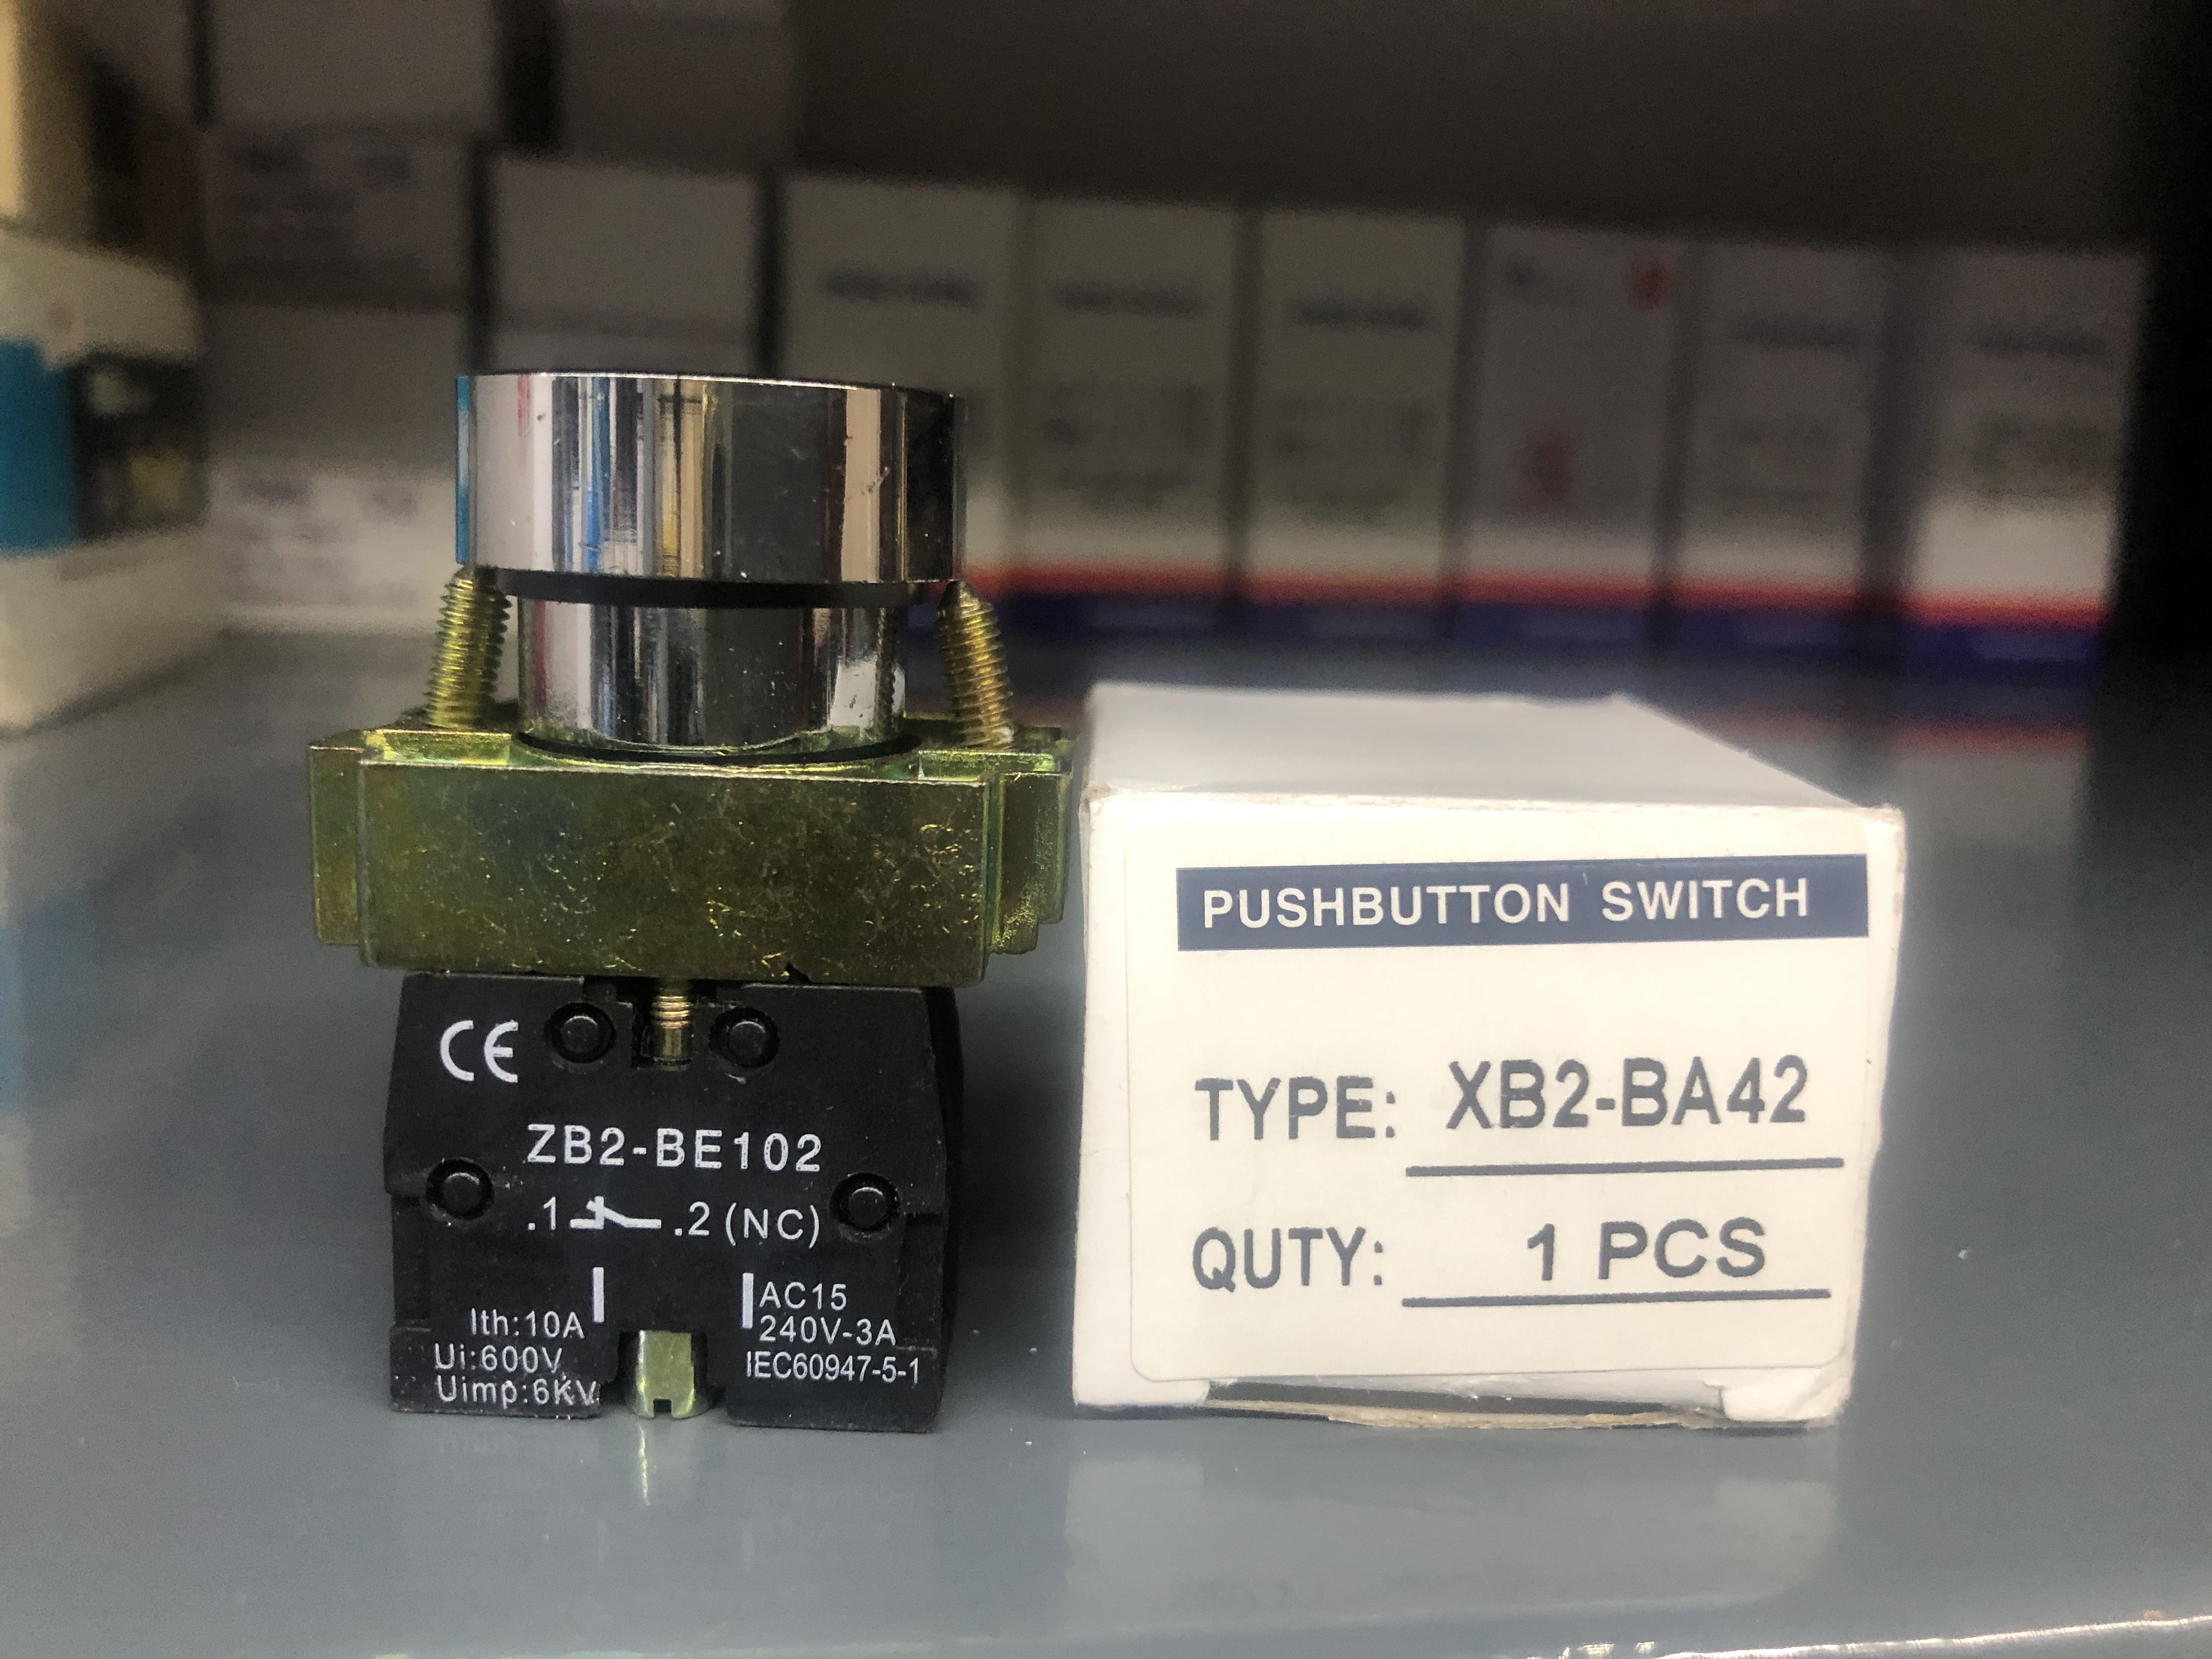 CE
ZB2-BE102
.1 .2 (NC)
Ith:10A
Ui:600V
Uimp:6KV
AC15
240V-3A
IEC60947-5-1
PUSHBUTTON SWITCH
TYPE: XB2-BA42
QUTY: 1 PCS